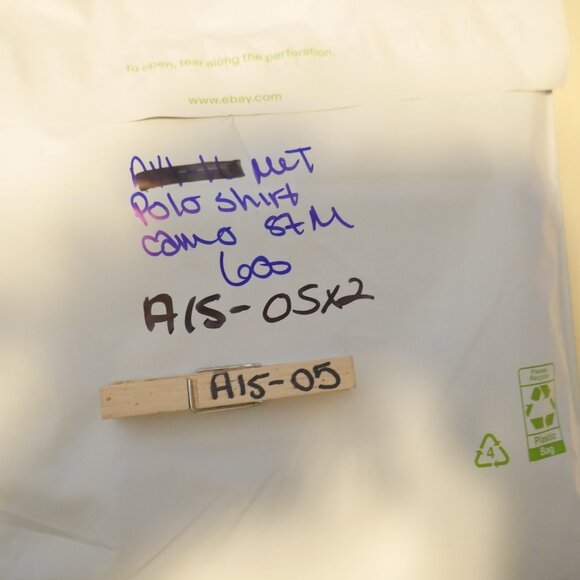 To open, tear along the perforation.
www.ebay.com
MeT
Polo shirt
camo SZ M
600
A15-05x2
A15-05
Please
Recycle
Plastic
Bag
4